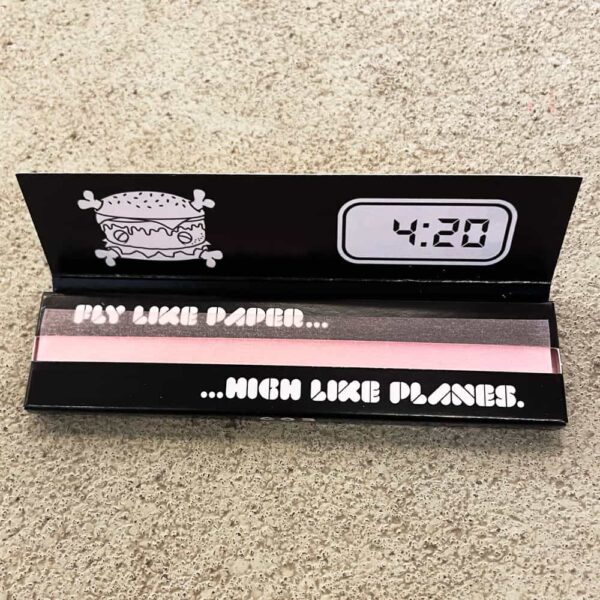 4:20
FLY LIKE PAPER...
...HIGH LIKE PLANES.